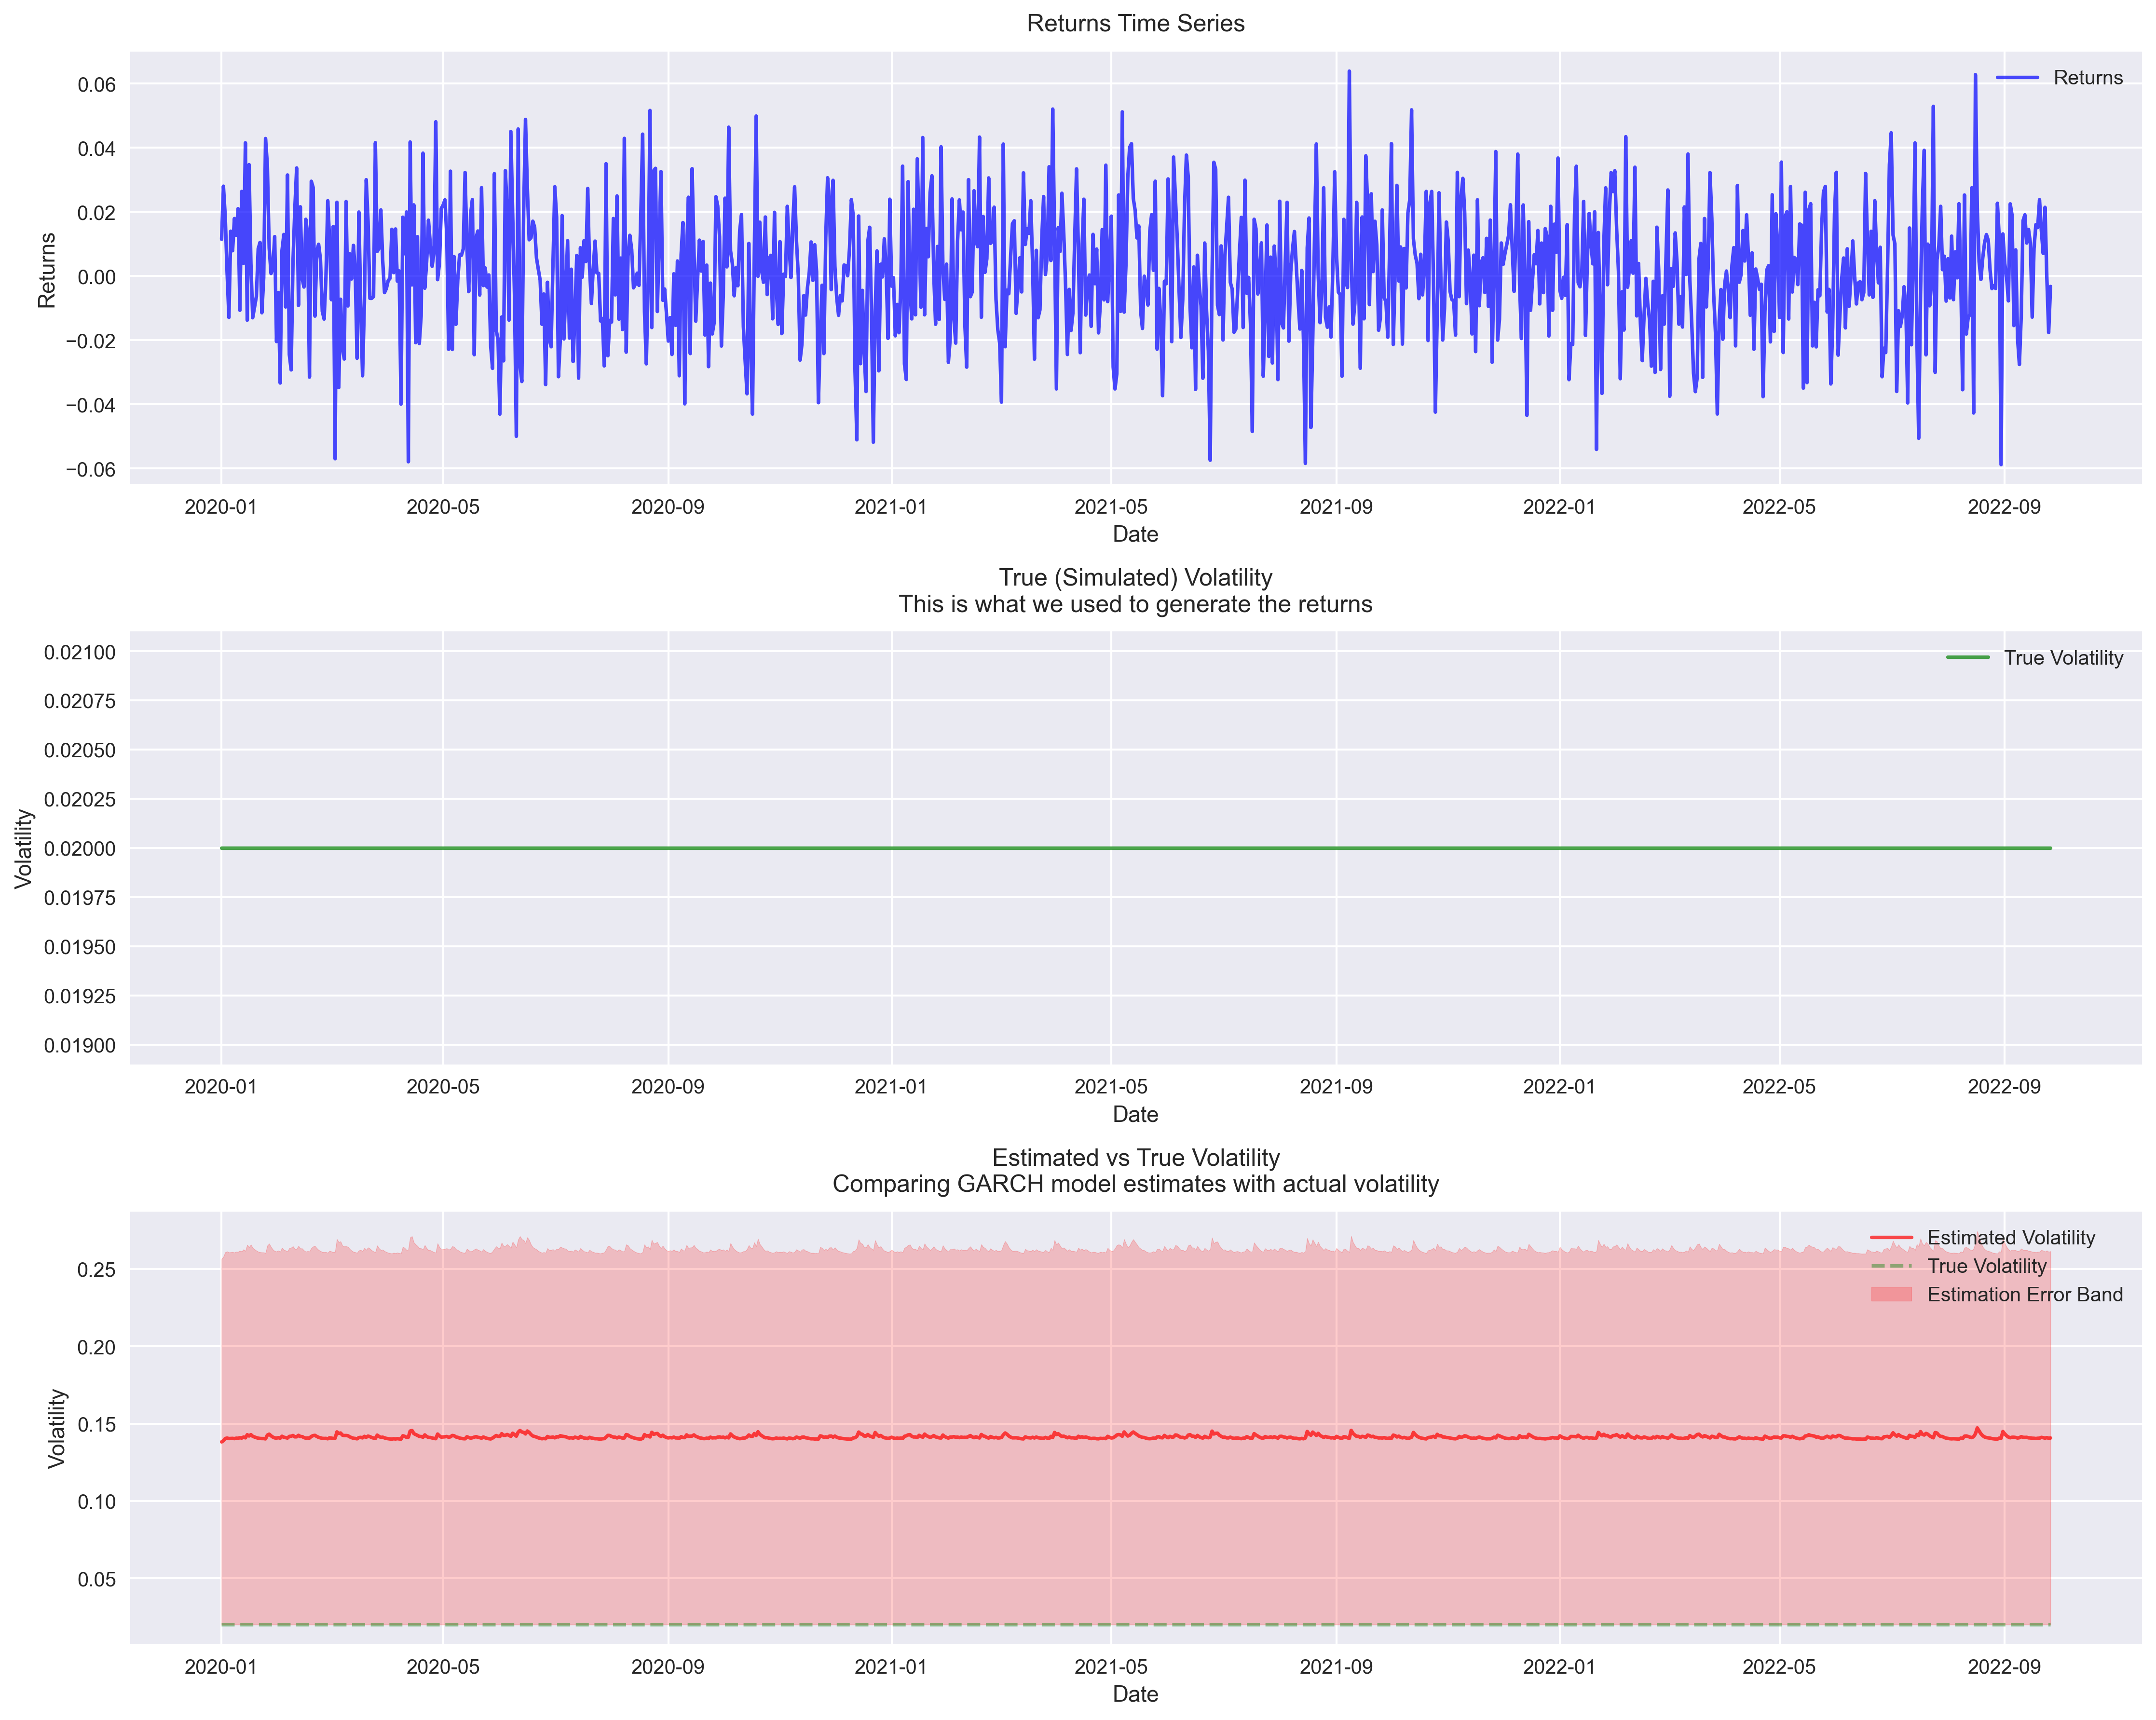 Returns Time Series
Returns
0.06
0.04
0.02
0.00
−0.02
−0.04
−0.06
Returns
2020-01 2020-05 2020-09 2021-01 2021-05 2021-09 2022-01 2022-05 2022-09
Date
True (Simulated) Volatility
This is what we used to generate the returns
True Volatility
0.02100
0.02075
0.02050
0.02025
0.02000
0.01975
0.01950
0.01925
0.01900
Volatility
2020-01 2020-05 2020-09 2021-01 2021-05 2021-09 2022-01 2022-05 2022-09
Date
Estimated vs True Volatility
Comparing GARCH model estimates with actual volatility
Estimated Volatility
True Volatility
Estimation Error Band
0.25
0.20
0.15
0.10
0.05
Volatility
2020-01 2020-05 2020-09 2021-01 2021-05 2021-09 2022-01 2022-05 2022-09
Date